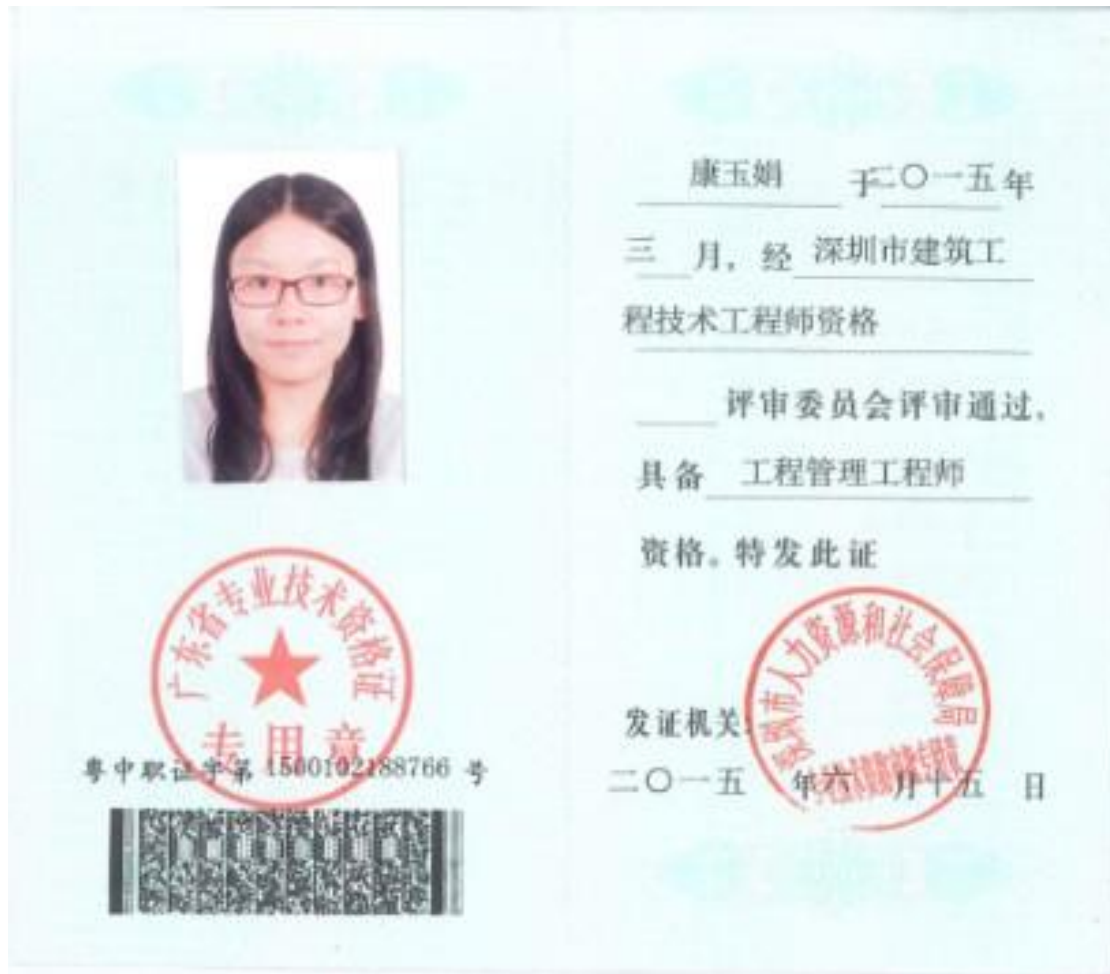 广东省专业技术资格证
专用章
粤中职证字第 1500102188766 号
康玉娟 于二〇一五年
三 月，经 深圳市建筑工
程技术工程师资格
评审委员会评审通过，
具备 工程管理工程师
资格。特发此证
深圳市人力资源和社会保障局
发证机关:
二〇一五 年六 月十五 日